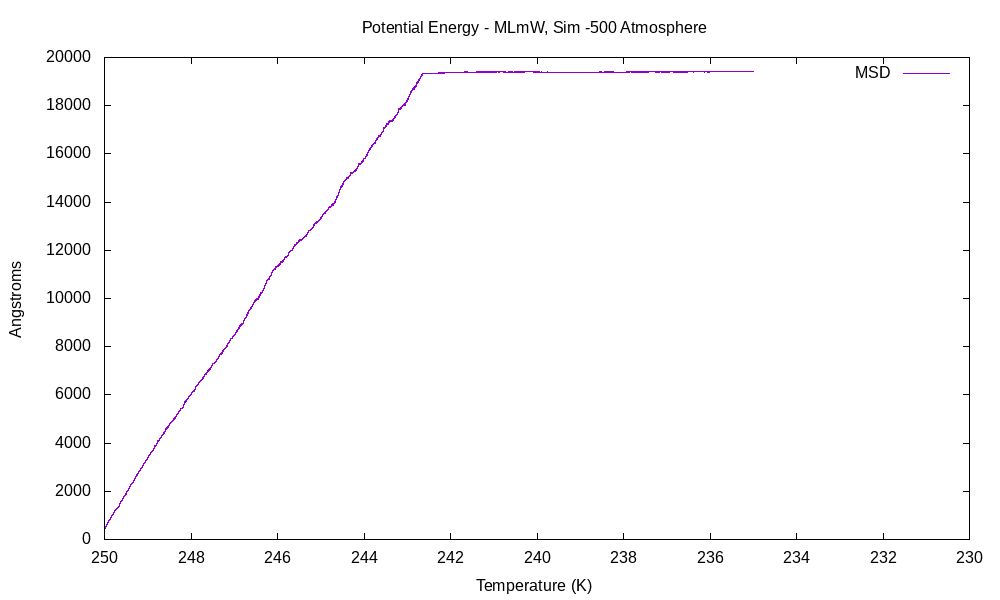 Potential Energy - MLmW, Sim -500 Atmosphere
20000
18000
16000
14000
12000
10000
8000
6000
4000
2000
0
Angstroms
MSD
250 248 246 244 242 240 238 236 234 232 230
Temperature (K)